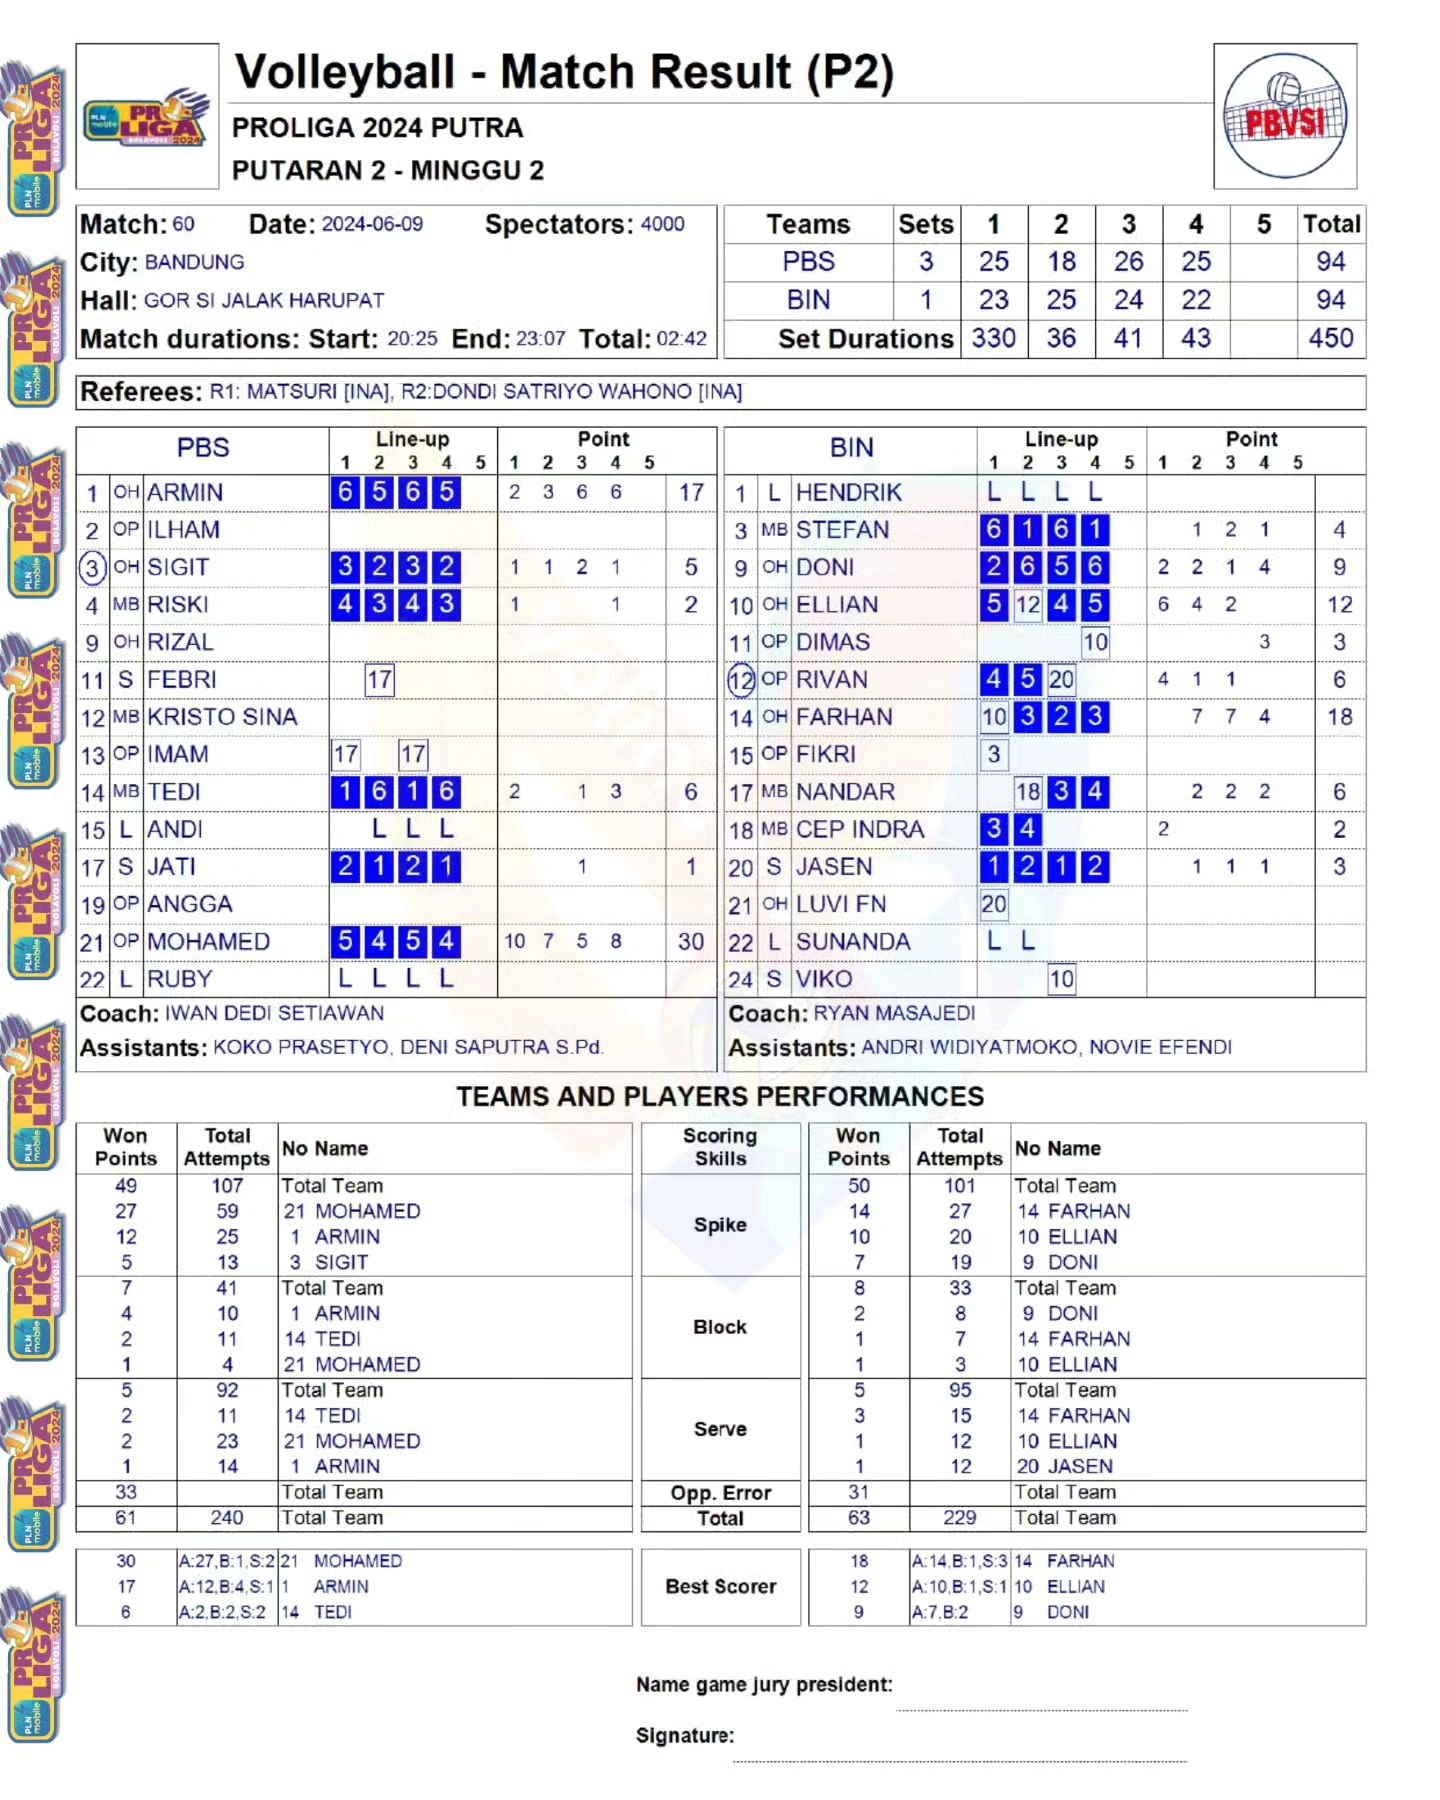 Volleyball - Match Result (P2)
PROLIGA 2024 PUTRA
PUTARAN 2 - MINGGU 2
PLN mobile PROLIGA BOLAVOLI 2024
PBVSI
Match: 60 Date: 2024-06-09 Spectators: 4000
City: BANDUNG
Hall: GOR SI JALAK HARUPAT
Match durations: Start: 20:25 End: 23:07 Total: 02:42
Teams Sets 1 2 3 4 5 Total
PBS 3 25 18 26 25 94
BIN 1 23 25 24 22 94
Set Durations 330 36 41 43 450
Referees: R1: MATSURI [INA], R2:DONDI SATRIYO WAHONO [INA]
PBS Line-up Point
1 2 3 4 5 1 2 3 4 5
1 OH ARMIN 6 5 6 5 2 3 6 6 17
2 OP ILHAM
3 OH SIGIT 3 2 3 2 1 1 2 1 5
4 MB RISKI 4 3 4 3 1 1 2
9 OH RIZAL
11 S FEBRI 17
12 MB KRISTO SINA
13 OP IMAM 17 17
14 MB TEDI 1 6 1 6 2 1 3 6
15 L ANDI L L L
17 S JATI 2 1 2 1 1 1
19 OP ANGGA
21 OP MOHAMED 5 4 5 4 10 7 5 8 30
22 L RUBY L L L L
Coach: IWAN DEDI SETIAWAN
Assistants: KOKO PRASETYO, DENI SAPUTRA S.Pd.
BIN Line-up Point
1 2 3 4 5 1 2 3 4 5
1 L HENDRIK L L L L
3 MB STEFAN 6 1 6 1 1 2 1 4
9 OH DONI 2 6 5 6 2 2 1 4 9
10 OH ELLIAN 5 12 4 5 6 4 2 12
11 OP DIMAS 10 3 3
12 OP RIVAN 4 5 20 4 1 1 6
14 OH FARHAN 10 3 2 3 7 7 4 18
15 OP FIKRI 3
17 MB NANDAR 18 3 4 2 2 2 6
18 MB CEP INDRA 3 4 2 2
20 S JASEN 1 2 1 2 1 1 1 3
21 OH LUVI FN 20
22 L SUNANDA L L
24 S VIKO 10
Coach: RYAN MASAJEDI
Assistants: ANDRI WIDIYATMOKO, NOVIE EFENDI
TEAMS AND PLAYERS PERFORMANCES
Won Points Total Attempts No Name Scoring Skills Won Points Total Attempts No Name
49 107 Total Team Spike 50 101 Total Team
27 59 21 MOHAMED 14 27 14 FARHAN
12 25 1 ARMIN 10 20 10 ELLIAN
5 13 3 SIGIT 7 19 9 DONI
7 41 Total Team Block 8 33 Total Team
4 10 1 ARMIN 2 8 9 DONI
2 11 14 TEDI 1 7 14 FARHAN
1 4 21 MOHAMED 1 3 10 ELLIAN
5 92 Total Team Serve 5 95 Total Team
2 11 14 TEDI 3 15 14 FARHAN
2 23 21 MOHAMED 1 12 10 ELLIAN
1 14 1 ARMIN 1 12 20 JASEN
33 Total Team Opp. Error 31 Total Team
61 240 Total Team Total 63 229 Total Team
30 A:27,B:1,S:2 21 MOHAMED Best Scorer 18 A:14,B:1,S:3 14 FARHAN
17 A:12,B:4,S:1 1 ARMIN 12 A:10,B:1,S:1 10 ELLIAN
6 A:2,B:2,S:2 14 TEDI 9 A:7,B:2 9 DONI
Name game jury president:
Signature: